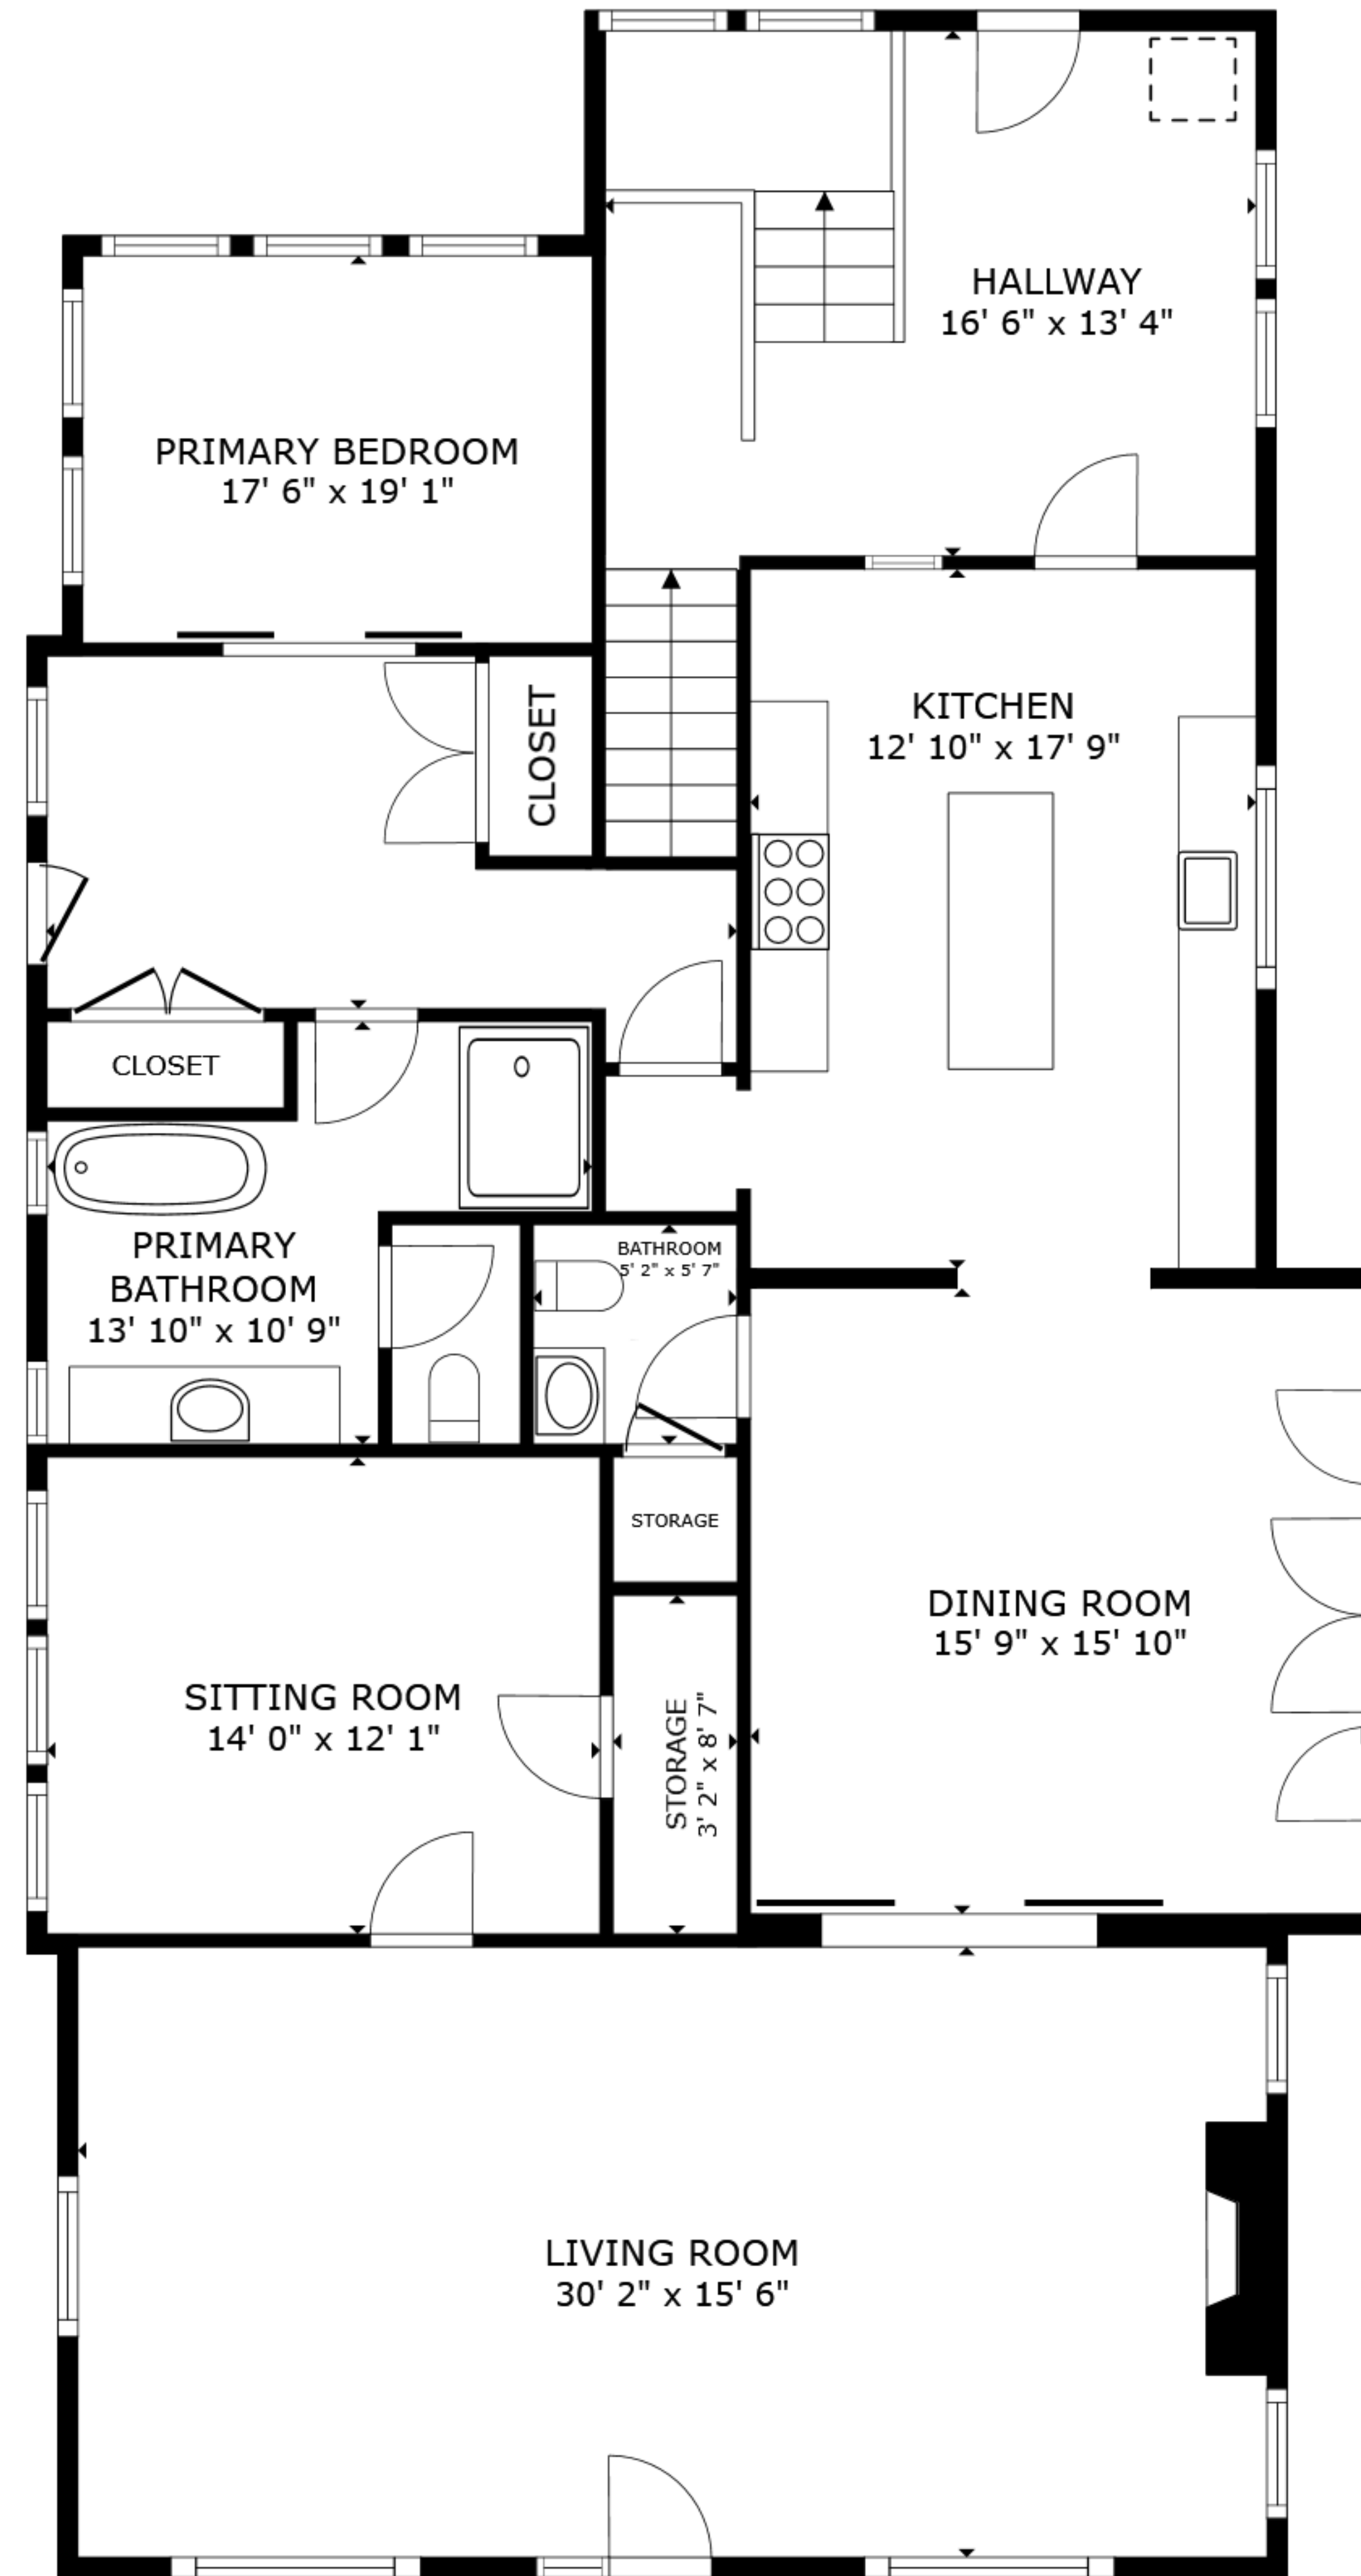 HALLWAY
16' 6" x 13' 4"
PRIMARY BEDROOM
17' 6" x 19' 1"
CLOSET
KITCHEN
12' 10" x 17' 9"
CLOSET
PRIMARY
BATHROOM
13' 10" x 10' 9"
BATHROOM
5' 2" x 5' 7"
STORAGE
DINING ROOM
15' 9" x 15' 10"
SITTING ROOM
14' 0" x 12' 1"
STORAGE
3' 2" x 8' 7"
LIVING ROOM
30' 2" x 15' 6"